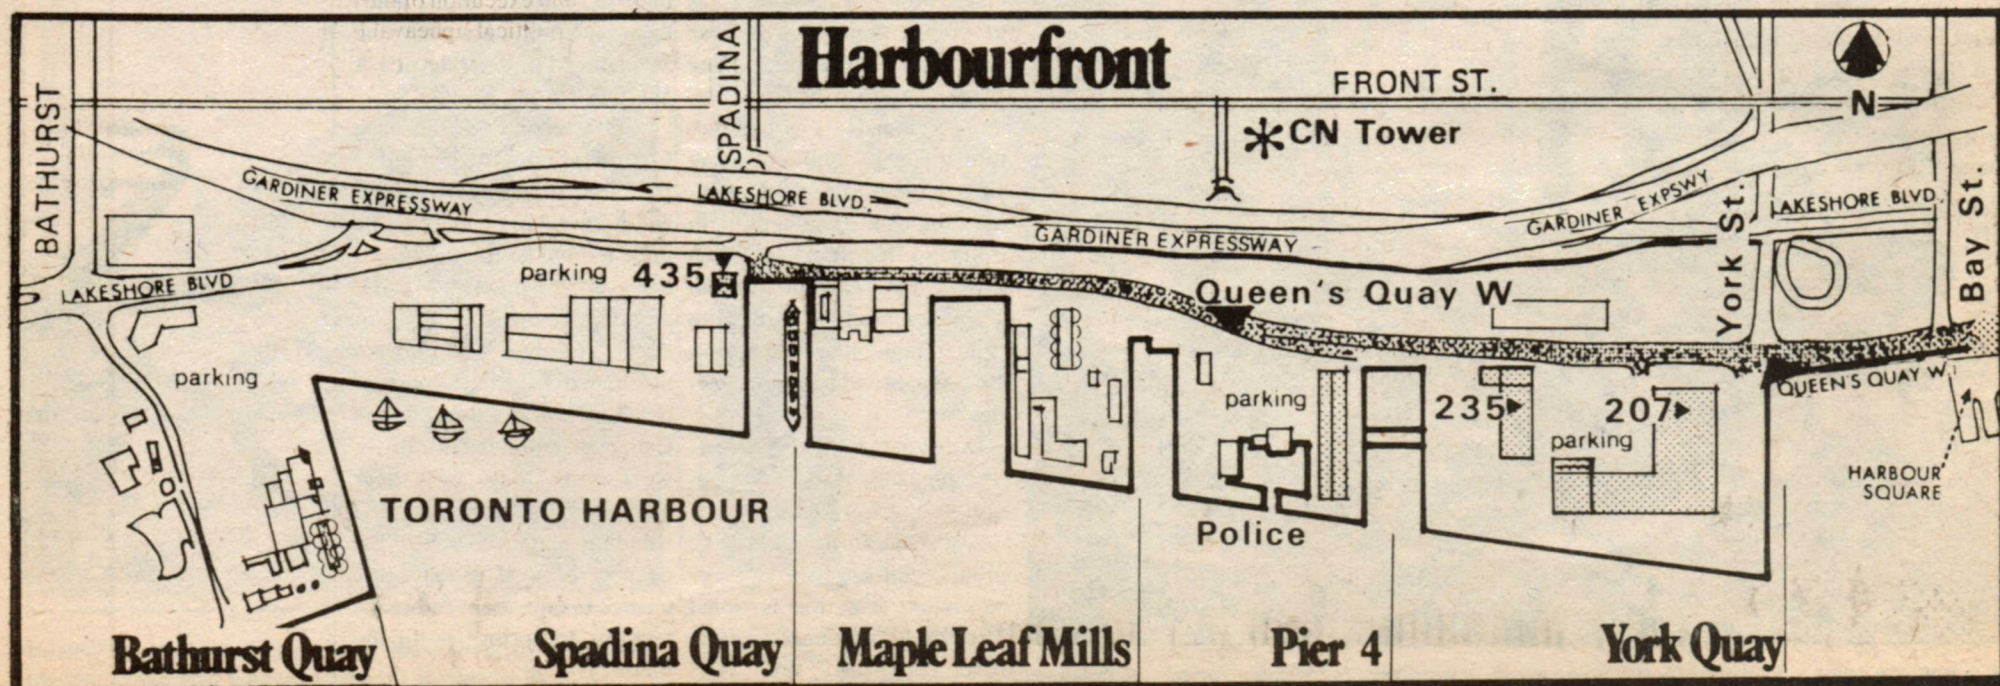 Harbourfront
BATHURST
SPADINA
FRONT ST.
CN Tower
N
GARDINER EXPRESSWAY
LAKESHORE BLVD.
GARDINER EXPRESSWAY
GARDINER EXPSWY
York St.
LAKESHORE BLVD.
Bay St.
LAKESHORE BLVD
parking
435
Queen's Quay W
parking
parking
235
207
parking
QUEEN'S QUAY W.
HARBOUR
SQUARE
TORONTO HARBOUR
Police
Bathurst Quay
Spadina Quay
Maple Leaf Mills
Pier 4
York Quay